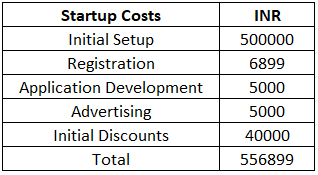 Startup Costs INR
Initial Setup 500000
Registration 6899
Application Development 5000
Advertising 5000
Initial Discounts 40000
Total 556899